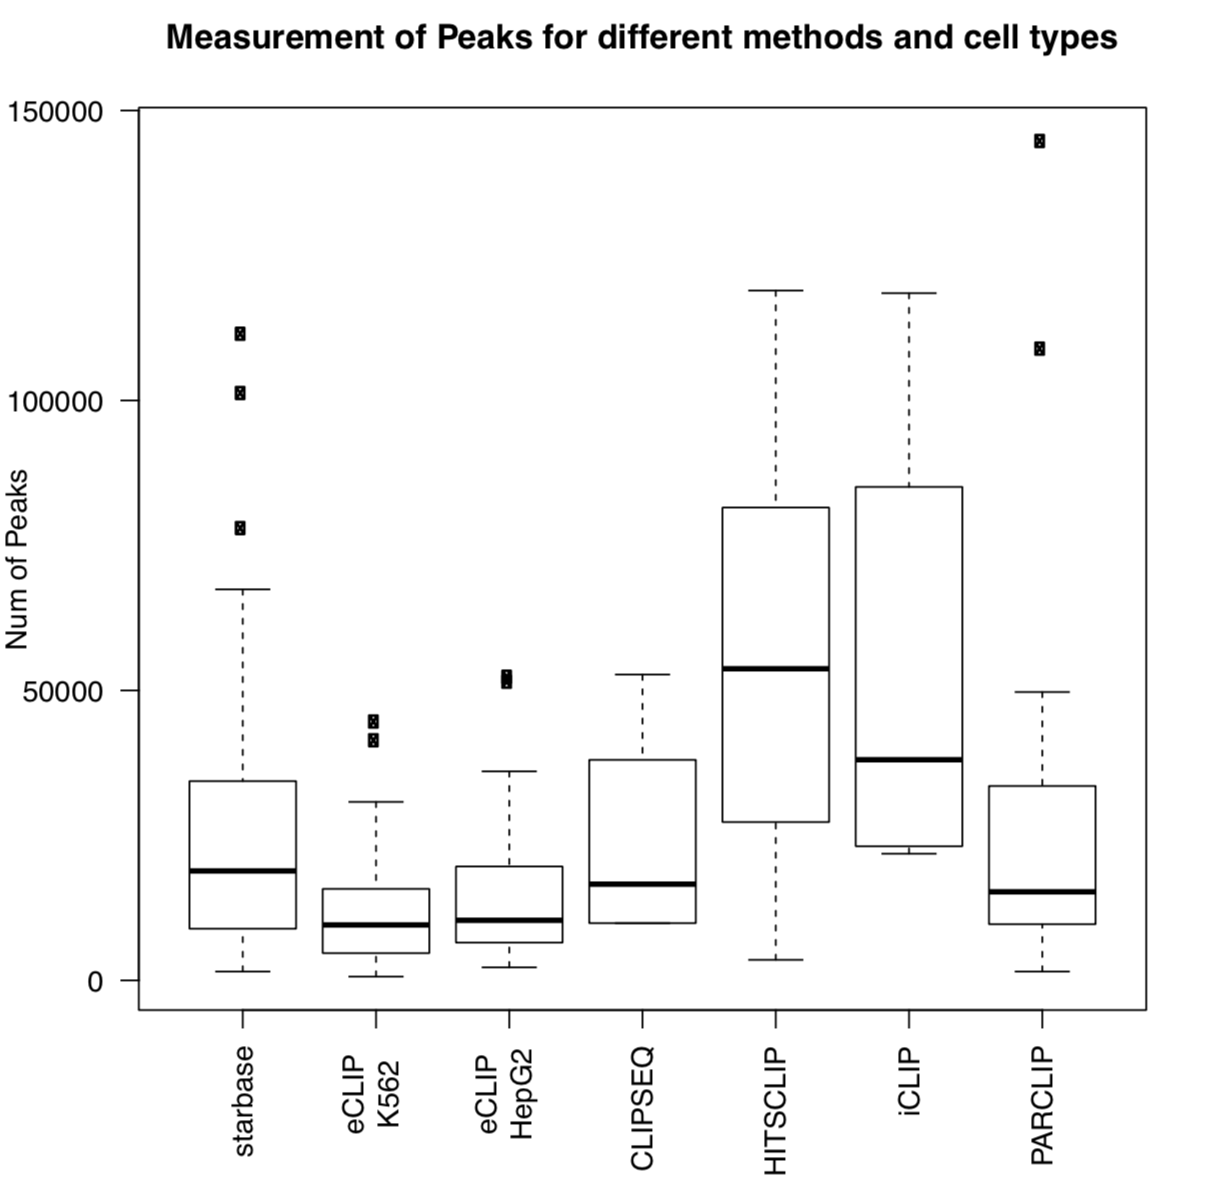 Measurement of Peaks for different methods and cell types
150000
100000
50000
0
Num of Peaks
starbase
eCLIP
K562
eCLIP
HepG2
CLIPSEQ
HITSCLIP
iCLIP
PARCLIP